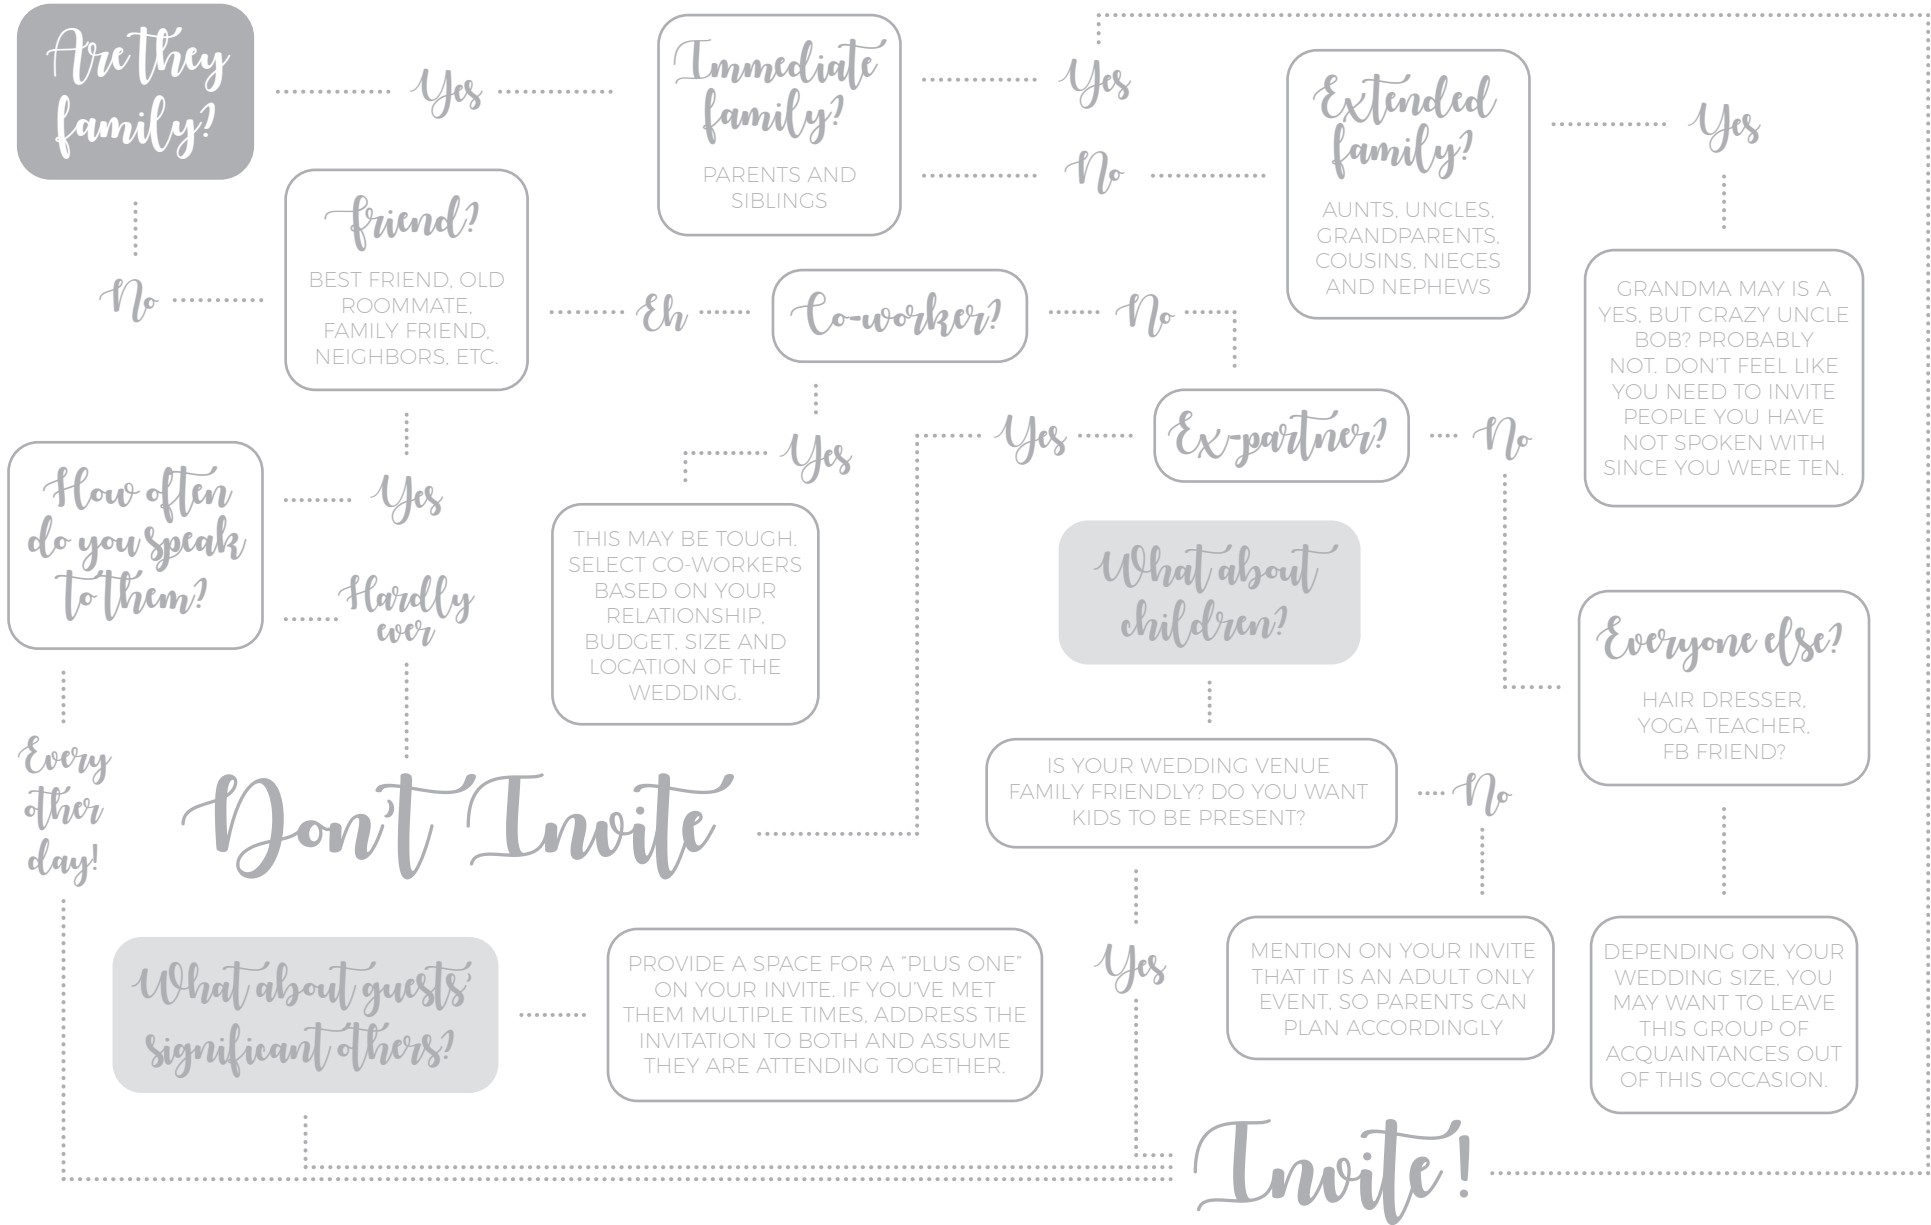 Are they
family?
Yes
Immediate
family?
PARENTS AND
SIBLINGS
Yes
No
Extended
family?
AUNTS, UNCLES,
GRANDPARENTS,
COUSINS, NIECES
AND NEPHEWS
Yes
GRANDMA MAY IS A
YES, BUT CRAZY UNCLE
BOB? PROBABLY
NOT. DON'T FEEL LIKE
YOU NEED TO INVITE
PEOPLE YOU HAVE
NOT SPOKEN WITH
SINCE YOU WERE TEN.
No
friend?
BEST FRIEND, OLD
ROOMMATE,
FAMILY FRIEND,
NEIGHBORS, ETC.
Eh
Co-worker?
No
Yes
Ex-partner?
No
Yes
How often
do you speak
to them?
Yes
Hardly
ever
THIS MAY BE TOUGH.
SELECT CO-WORKERS
BASED ON YOUR
RELATIONSHIP,
BUDGET, SIZE AND
LOCATION OF THE
WEDDING.
What about
children?
Everyone else?
HAIR DRESSER,
YOGA TEACHER,
FB FRIEND?
Every
other
day!
Don't Invite
IS YOUR WEDDING VENUE
FAMILY FRIENDLY? DO YOU WANT
KIDS TO BE PRESENT?
No
What about guests'
significant others?
PROVIDE A SPACE FOR A "PLUS ONE"
ON YOUR INVITE. IF YOU'VE MET
THEM MULTIPLE TIMES, ADDRESS THE
INVITATION TO BOTH AND ASSUME
THEY ARE ATTENDING TOGETHER.
Yes
MENTION ON YOUR INVITE
THAT IT IS AN ADULT ONLY
EVENT, SO PARENTS CAN
PLAN ACCORDINGLY
DEPENDING ON YOUR
WEDDING SIZE, YOU
MAY WANT TO LEAVE
THIS GROUP OF
ACQUAINTANCES OUT
OF THIS OCCASION.
Invite!